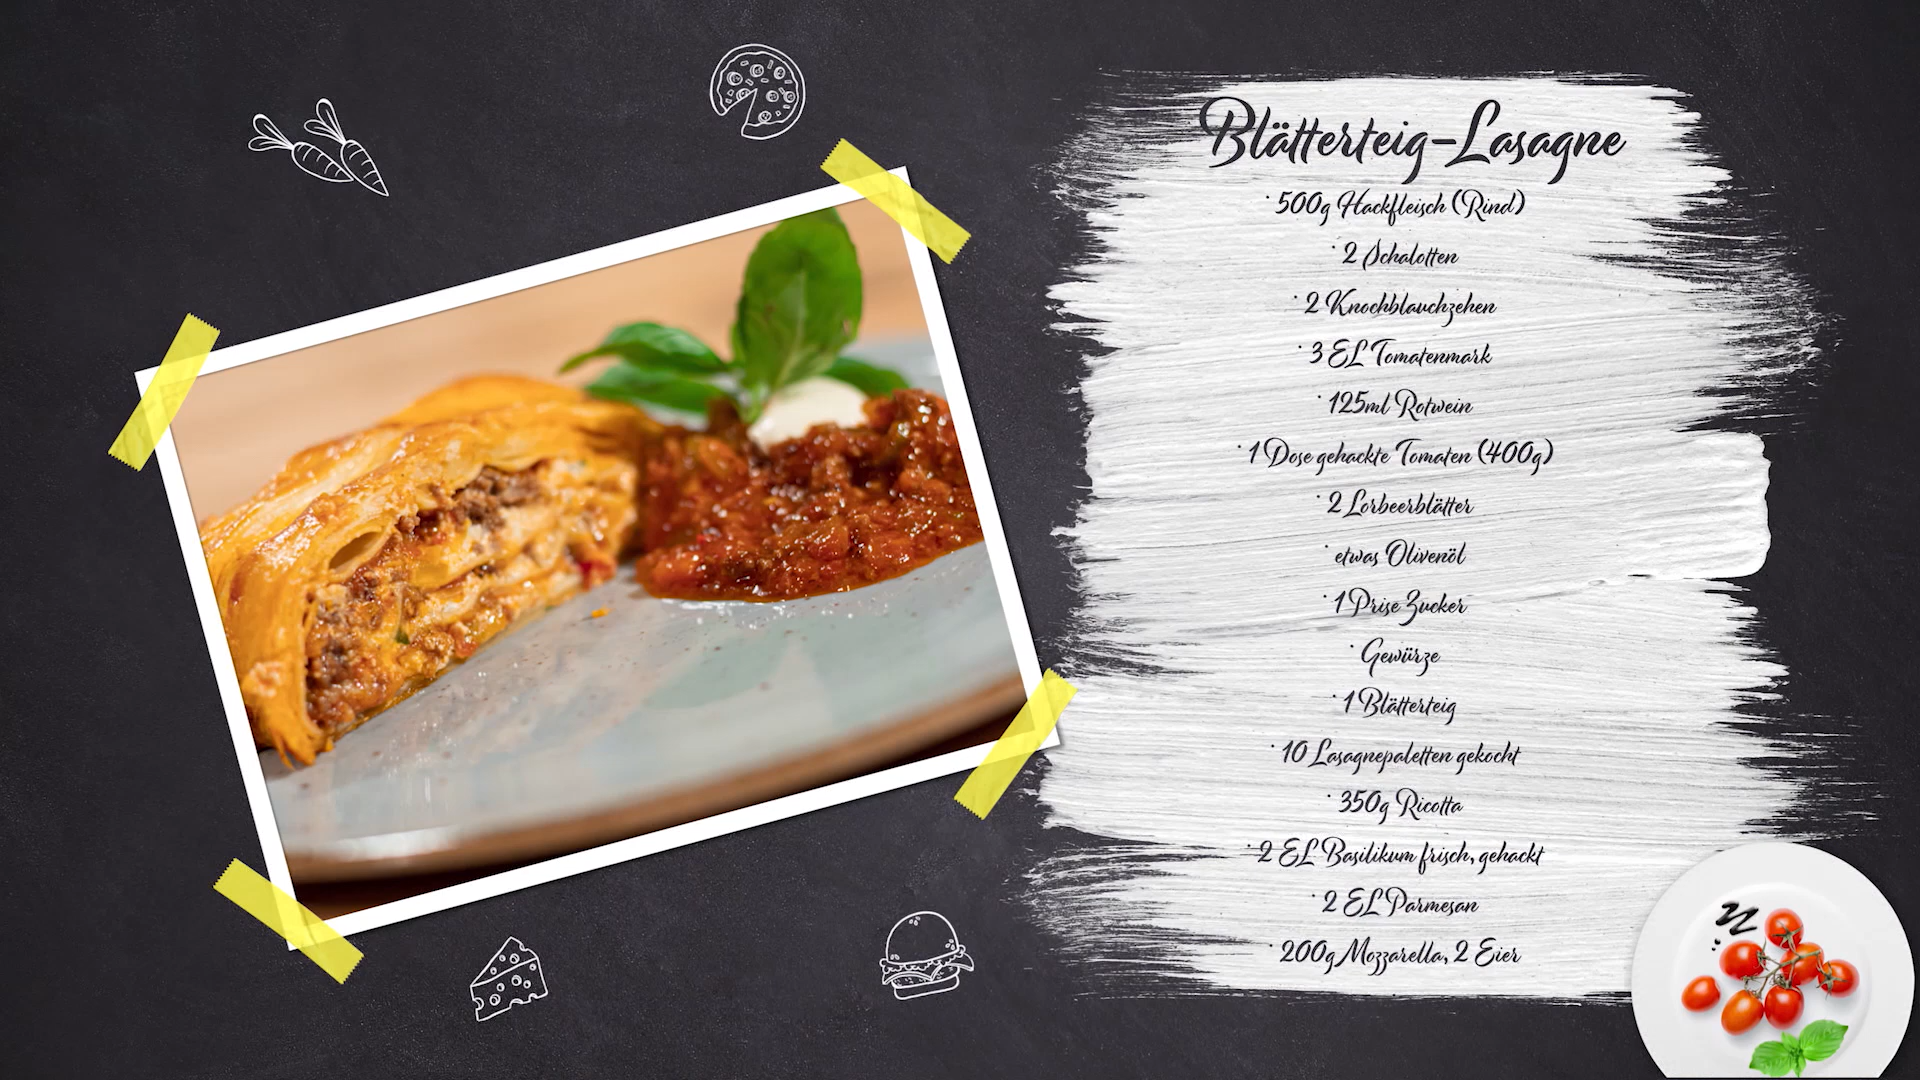 Blätterteig-Lasagne
· 500g Hackfleisch (Rind)
· 2 Schalotten
· 2 Knochblauchzehen
· 3 EL Tomatenmark
· 125ml Rotwein
· 1 Dose gehackte Tomaten (400g)
· 2 Lorbeerblätter
· etwas Olivenöl
· 1 Prise Zucker
· Gewürze
· 1 Blätterteig
· 10 Lasagnepaletten gekocht
· 350g Ricotta
· 2 EL Basilikum frisch, gehackt
· 2 EL Parmesan
· 200g Mozzarella, 2 Eier